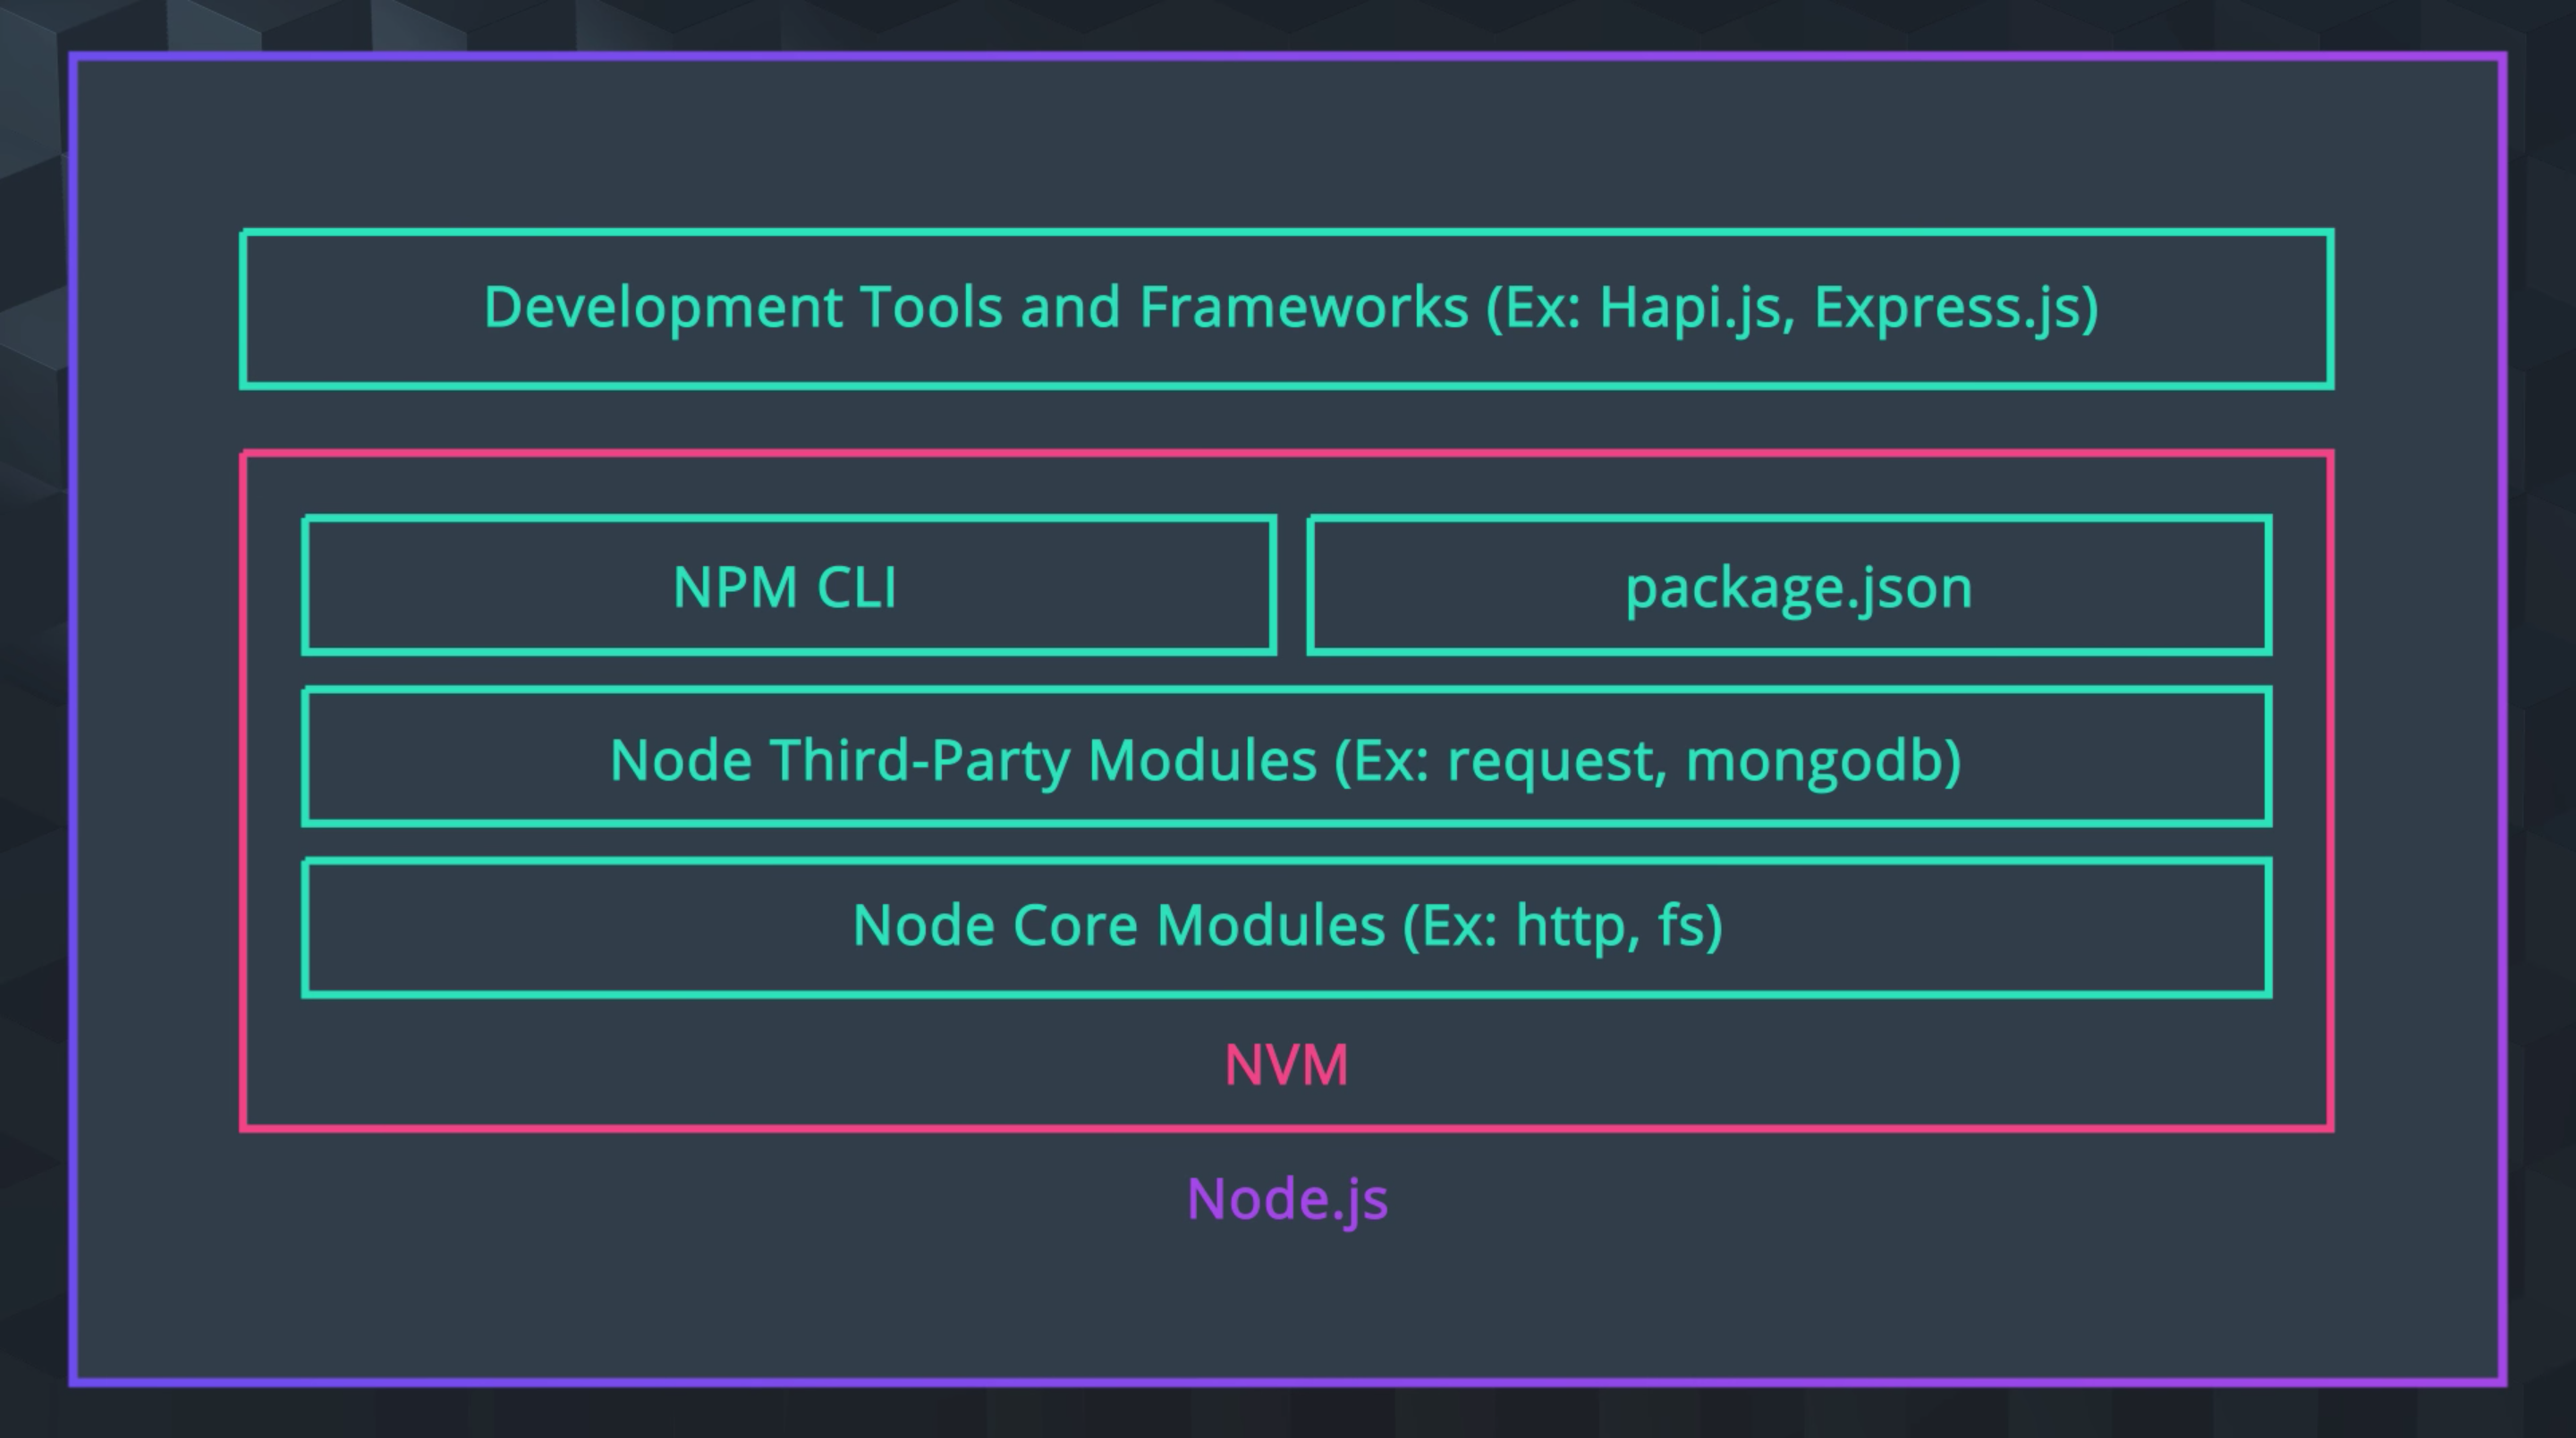 Development Tools and Frameworks (Ex: Hapi.js, Express.js)
NPM CLI
package.json
Node Third-Party Modules (Ex: request, mongodb)
Node Core Modules (Ex: http, fs)
NVM
Node.js